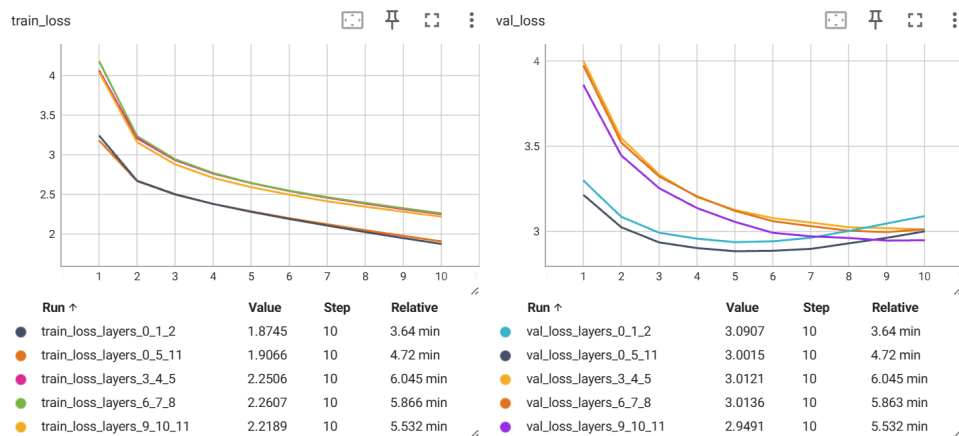 train_loss
4
3.5
3
2.5
2
1 2 3 4 5 6 7 8 9 10
Run ↑ Value Step Relative
train_loss_layers_0_1_2 1.8745 10 3.64 min
train_loss_layers_0_5_11 1.9066 10 4.72 min
train_loss_layers_3_4_5 2.2506 10 6.045 min
train_loss_layers_6_7_8 2.2607 10 5.866 min
train_loss_layers_9_10_11 2.2189 10 5.532 min
val_loss
4
3.5
3
1 2 3 4 5 6 7 8 9 10
Run ↑ Value Step Relative
val_loss_layers_0_1_2 3.0907 10 3.64 min
val_loss_layers_0_5_11 3.0015 10 4.72 min
val_loss_layers_3_4_5 3.0121 10 6.045 min
val_loss_layers_6_7_8 3.0136 10 5.863 min
val_loss_layers_9_10_11 2.9491 10 5.532 min